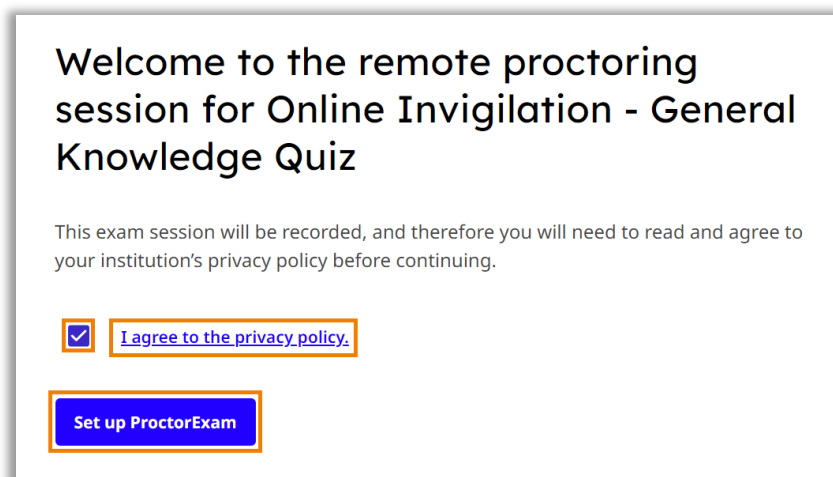 Welcome to the remote proctoring
session for Online Invigilation - General
Knowledge Quiz
This exam session will be recorded, and therefore you will need to read and agree to
your institution’s privacy policy before continuing.
I agree to the privacy policy.
Set up ProctorExam